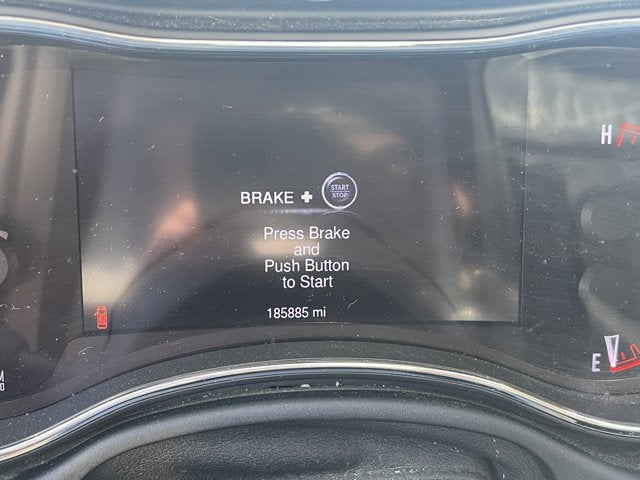 H
BRAKE + START
STOP
Press Brake
and
Push Button
to Start
185885 mi
E